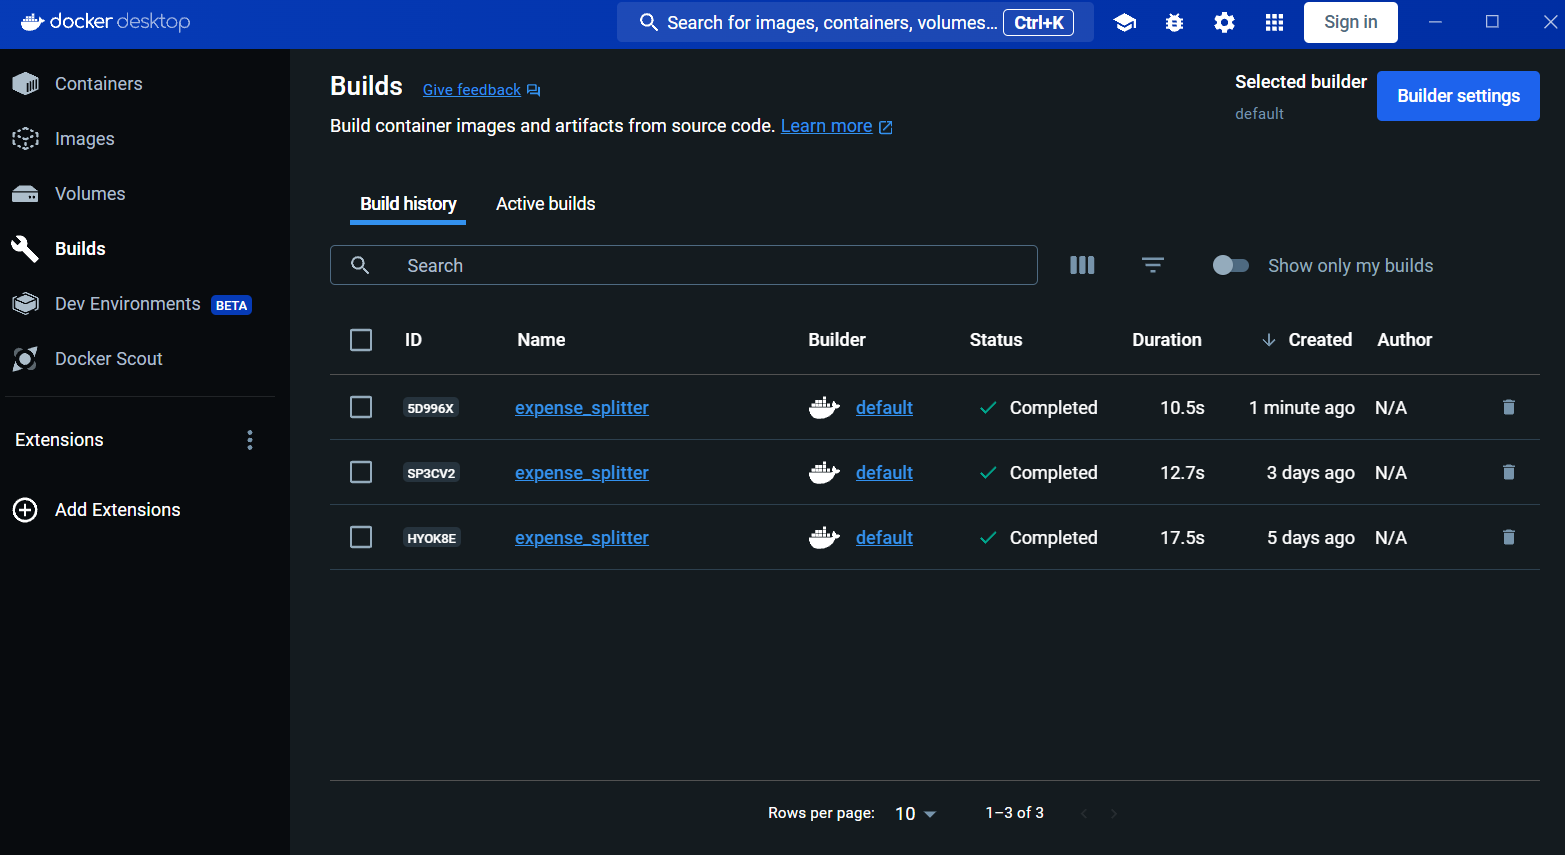 docker desktop
Search for images, containers, volumes... Ctrl+K
Sign in
Containers
Images
Volumes
Builds
Dev Environments BETA
Docker Scout
Extensions
Add Extensions
Builds Give feedback
Build container images and artifacts from source code. Learn more
Selected builder
default
Builder settings
Build history Active builds
Search
Show only my builds
ID Name Builder Status Duration Created Author
5D996X expense_splitter default Completed 10.5s 1 minute ago N/A
SP3CV2 expense_splitter default Completed 12.7s 3 days ago N/A
HYOK8E expense_splitter default Completed 17.5s 5 days ago N/A
Rows per page: 10 1–3 of 3